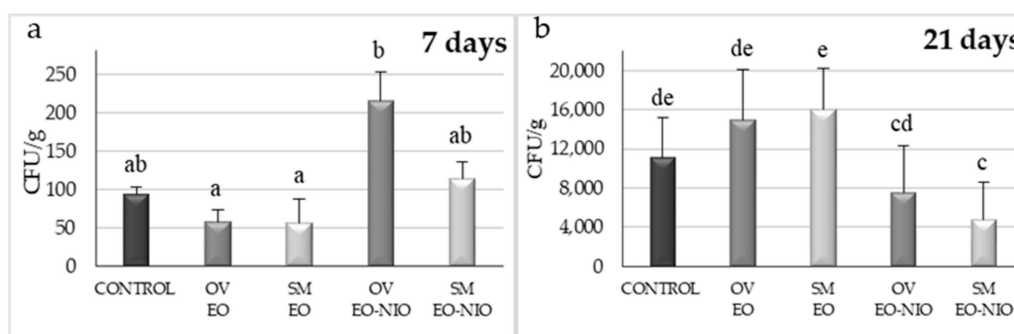 a
7 days
CFU/g
250
200
150
100
50
0
ab
a
a
b
ab
CONTROL
OV
EO
SM
EO
OV
EO-NIO
SM
EO-NIO
b
21 days
CFU/g
20,000
16,000
12,000
8,000
4,000
0
de
de
e
cd
c
CONTROL
OV
EO
SM
EO
OV
EO-NIO
SM
EO-NIO